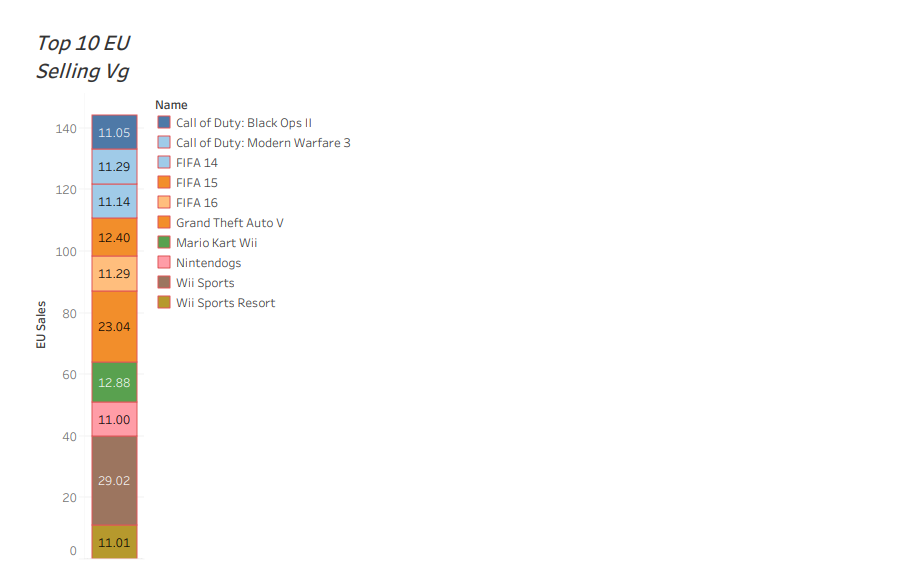 Top 10 EU
Selling Vg
Name
Call of Duty: Black Ops II
Call of Duty: Modern Warfare 3
FIFA 14
FIFA 15
FIFA 16
Grand Theft Auto V
Mario Kart Wii
Nintendogs
Wii Sports
Wii Sports Resort
EU Sales
140
120
100
80
60
40
20
0
11.05
11.29
11.14
12.40
11.29
23.04
12.88
11.00
29.02
11.01